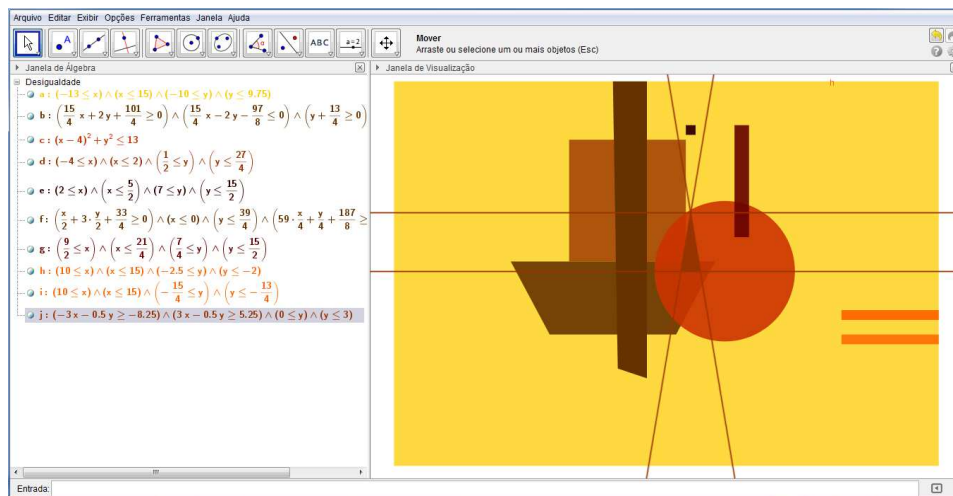 Arquivo Editar Exibir Opções Ferramentas Janela Ajuda
ABC a=2
Mover
Arraste ou selecione um ou mais objetos (Esc)
Janela de Álgebra
Janela de Visualização
Desigualdade
a : (−13 ≤ x) ∧ (x ≤ 15) ∧ (−10 ≤ y) ∧ (y ≤ 9.75)
b : (15/4 x + 2 y + 101/4 ≥ 0) ∧ (15/4 x − 2 y − 97/8 ≤ 0) ∧ (y + 13/4 ≥ 0)
c : (x − 4)² + y² ≤ 13
d : (−4 ≤ x) ∧ (x ≤ 2) ∧ (1/2 ≤ y) ∧ (y ≤ 27/4)
e : (2 ≤ x) ∧ (x ≤ 5/2) ∧ (7 ≤ y) ∧ (y ≤ 15/2)
f : (x/2 + 3 · y/2 + 33/4 ≥ 0) ∧ (x ≤ 0) ∧ (y ≤ 39/4) ∧ (59 · x/4 + y/4 + 187/8 ≥
g : (9/2 ≤ x) ∧ (x ≤ 21/4) ∧ (7/4 ≤ y) ∧ (y ≤ 15/2)
h : (10 ≤ x) ∧ (x ≤ 15) ∧ (−2.5 ≤ y) ∧ (y ≤ −2)
i : (10 ≤ x) ∧ (x ≤ 15) ∧ (−15/4 ≤ y) ∧ (y ≤ −13/4)
j : (−3 x − 0.5 y ≥ −8.25) ∧ (3 x − 0.5 y ≥ 5.25) ∧ (0 ≤ y) ∧ (y ≤ 3)
h
Entrada: